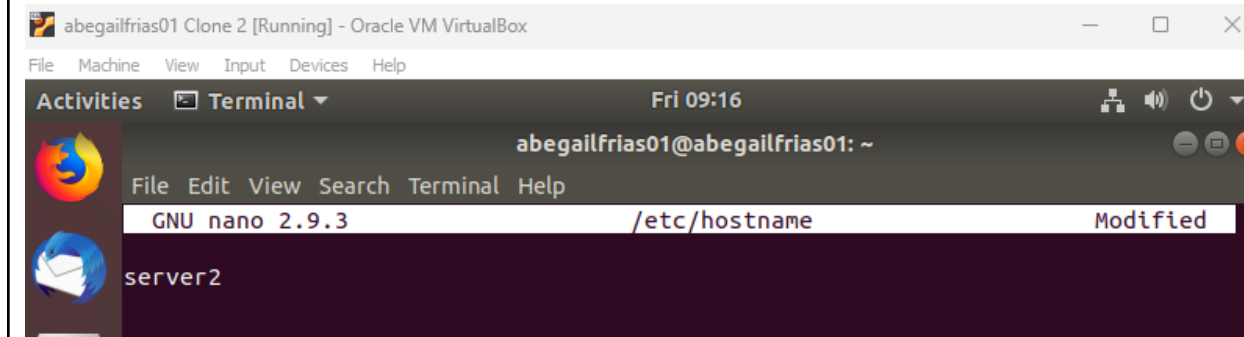 abegailfrias01 Clone 2 [Running] - Oracle VM VirtualBox
File Machine View Input Devices Help
Activities Terminal Fri 09:16
abegailfrias01@abegailfrias01: ~
File Edit View Search Terminal Help
GNU nano 2.9.3 /etc/hostname Modified
server2